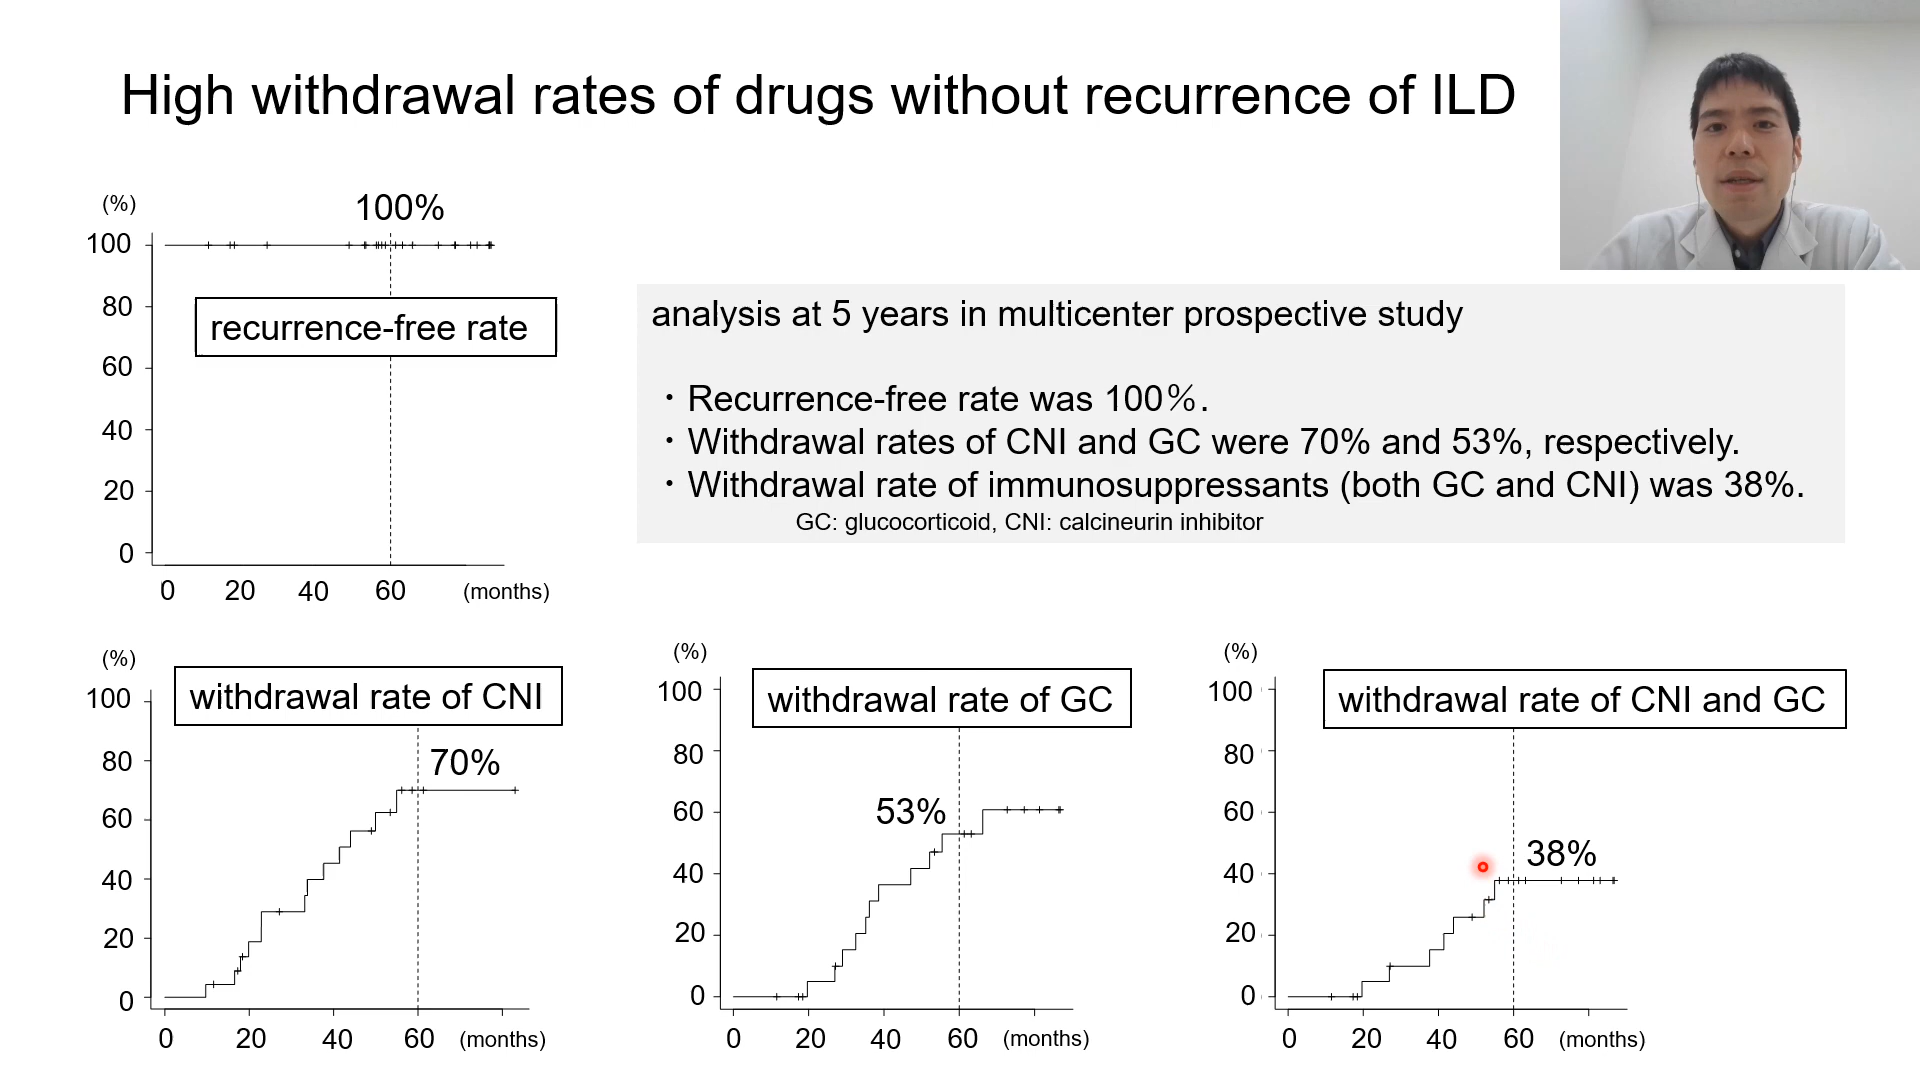 High withdrawal rates of drugs without recurrence of ILD
(%)
100%
100
80
60
40
20
0
recurrence-free rate
0 20 40 60 (months)
analysis at 5 years in multicenter prospective study
・Recurrence-free rate was 100%.
・Withdrawal rates of CNI and GC were 70% and 53%, respectively.
・Withdrawal rate of immunosuppressants (both GC and CNI) was 38%.
GC: glucocorticoid, CNI: calcineurin inhibitor
(%)
withdrawal rate of CNI
100
80
60
40
20
0
70%
0 20 40 60 (months)
(%)
withdrawal rate of GC
100
80
60
40
20
0
53%
0 20 40 60 (months)
(%)
withdrawal rate of CNI and GC
100
80
60
40
20
0
38%
0 20 40 60 (months)